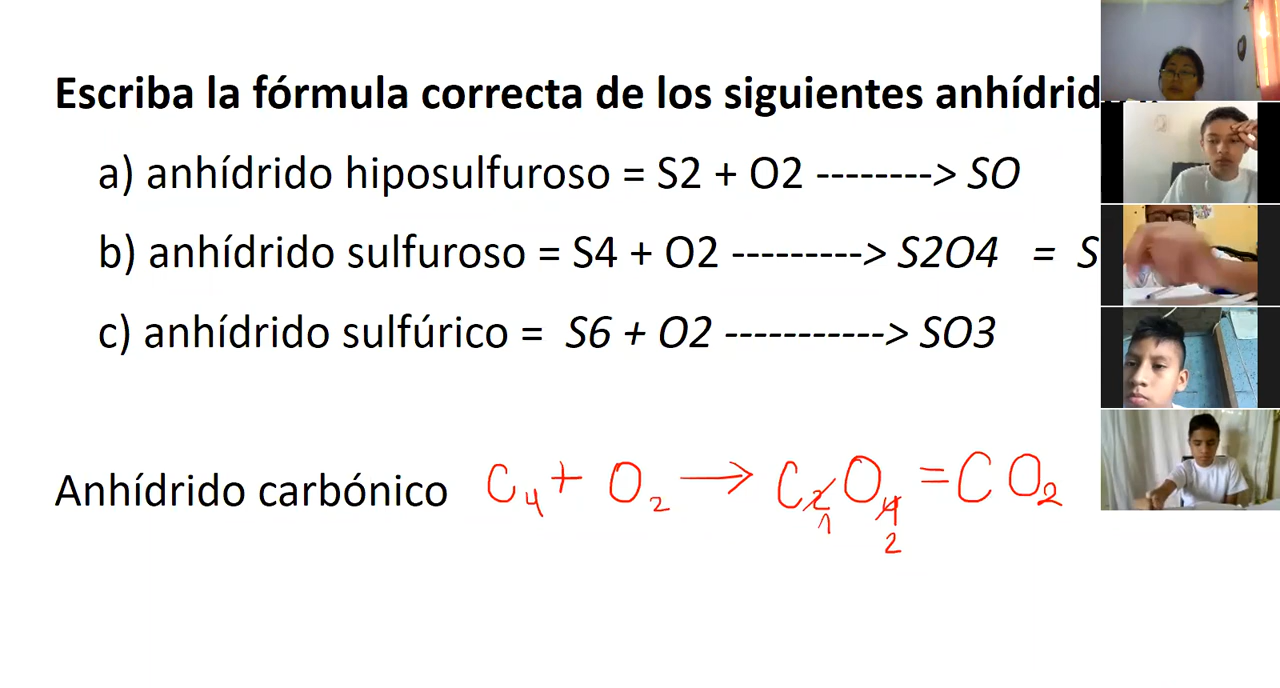 Escriba la fórmula correcta de los siguientes
a) anhídrido hiposulfuroso = S2 + O2 --------> SO
b) anhídrido sulfuroso = S4 + O2 ---------> S2O4 = S
c) anhídrido sulfúrico = S6 + O2 -----------> SO3
Anhídrido carbónico C4 + O2 → C2O4 = CO2
1
2